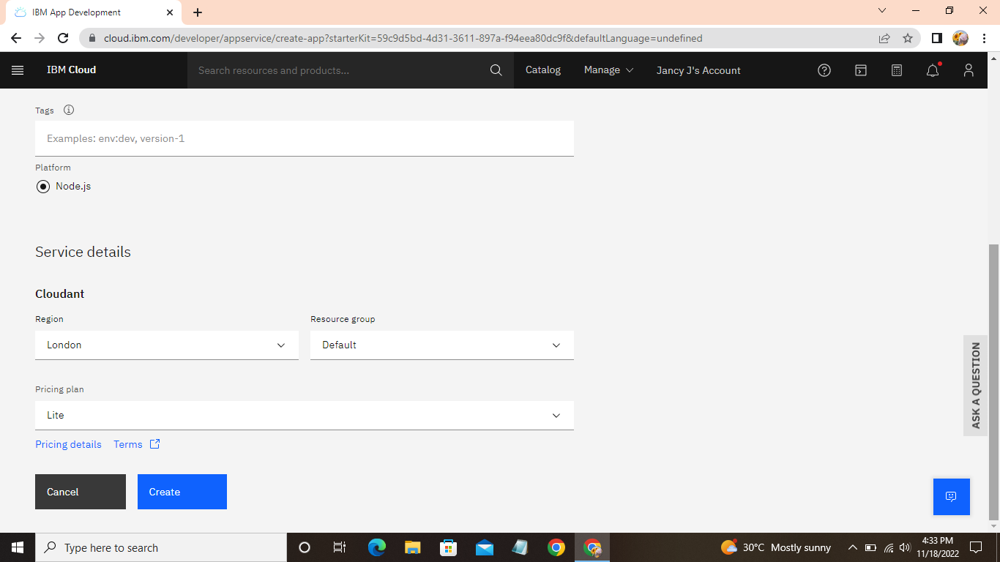 IBM App Development
cloud.ibm.com/developer/appservice/create-app?starterKit=59c9d5bd-4d31-3611-897a-f94eea80dc9f&defaultLanguage=undefined
IBM Cloud
Search resources and products...
Catalog
Manage
Jancy J's Account
Tags
Examples: env:dev, version-1
Platform
Node.js
Service details
Cloudant
Region
Resource group
London
Default
Pricing plan
Lite
Pricing details
Terms
Cancel
Create
ASK A QUESTION
Type here to search
30°C Mostly sunny
4:33 PM
11/18/2022